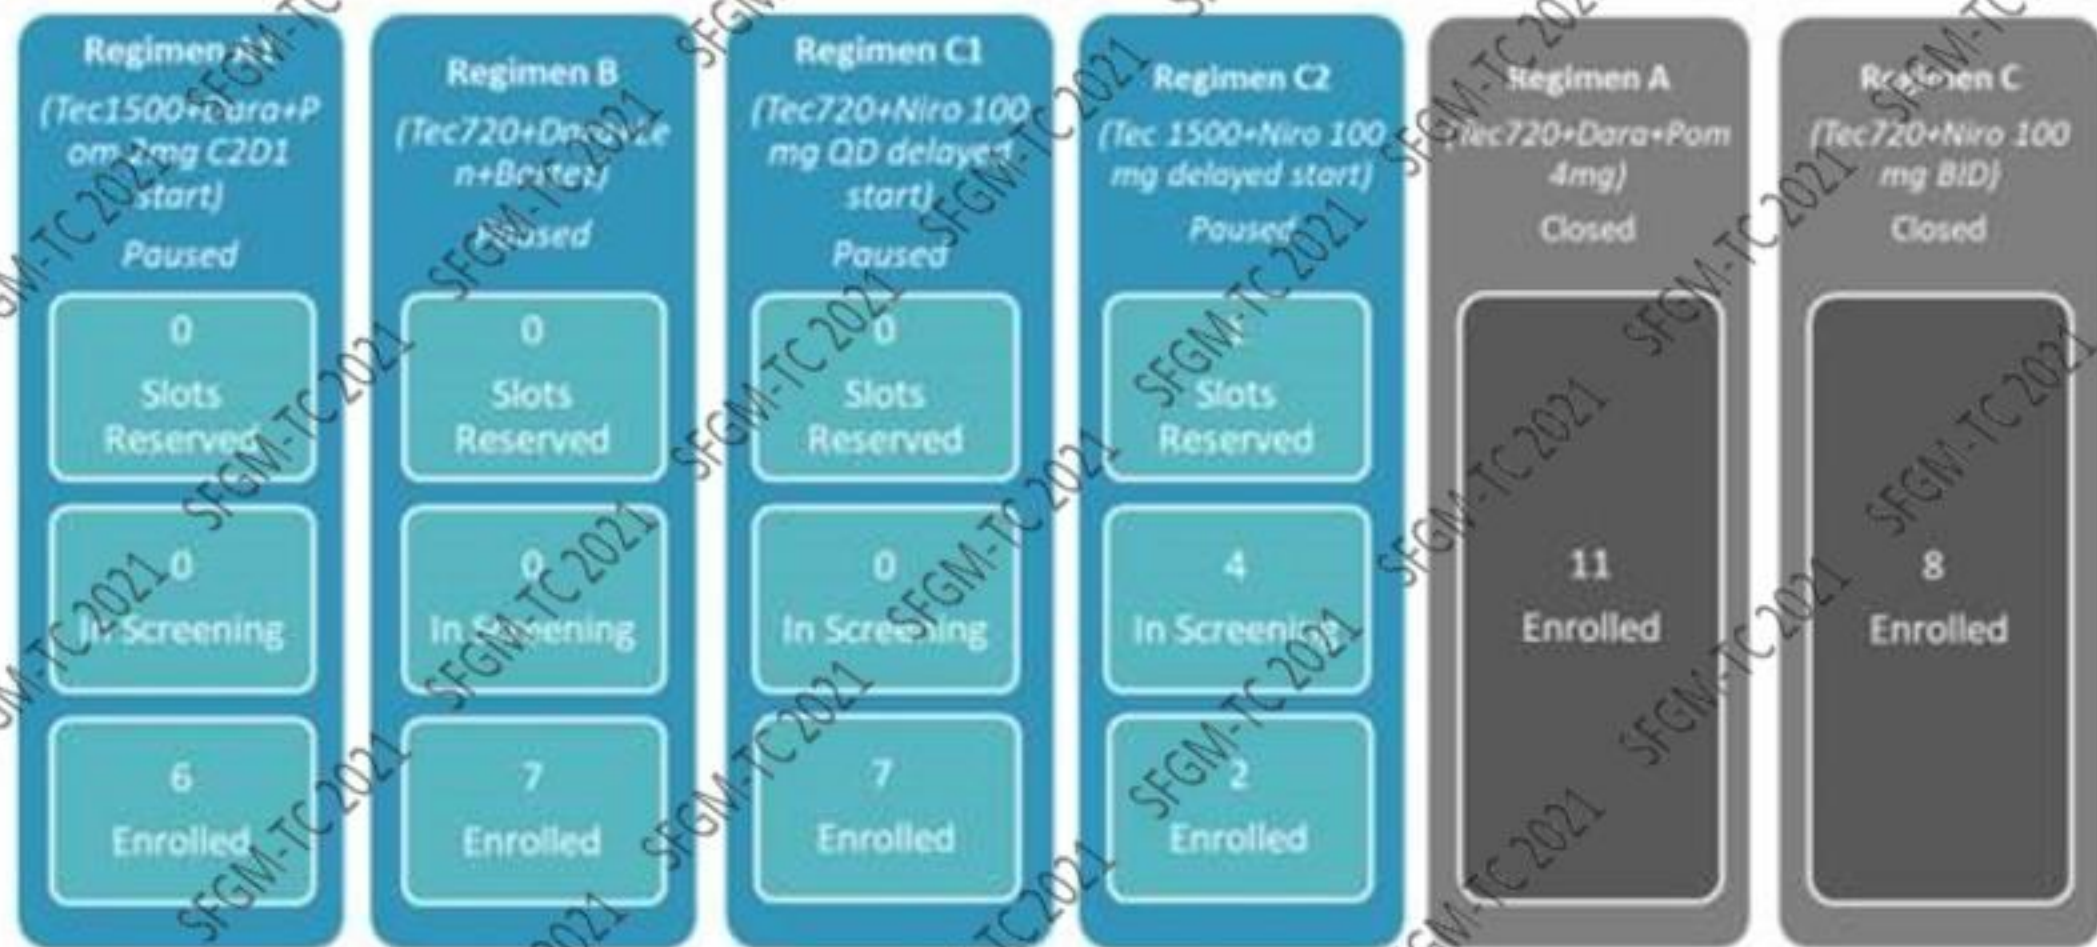 Regimen
(Tec1500+Dara+P
om 2mg C2D1
start)
Paused
0
Slots
Reserved
0
In Screening
6
Enrolled
Regimen B
(Tec720+
n+Bortez)
Paused
0
Slots
Reserved
0
In Screening
7
Enrolled
Regimen C1
(Tec720+Niro 100
mg QD delayed
start)
Paused
0
Slots
Reserved
0
In Screening
7
Enrolled
Regimen C2
(Tec 1500+Niro 100
mg delayed start)
Paused
Slots
Reserved
4
In Screening
2
Enrolled
Regimen A
(Tec720+Dara+Pom
4mg)
Closed
11
Enrolled
Regimen C
(Tec720+Niro 100
mg BID)
Closed
8
Enrolled
SFGM-TC 2021